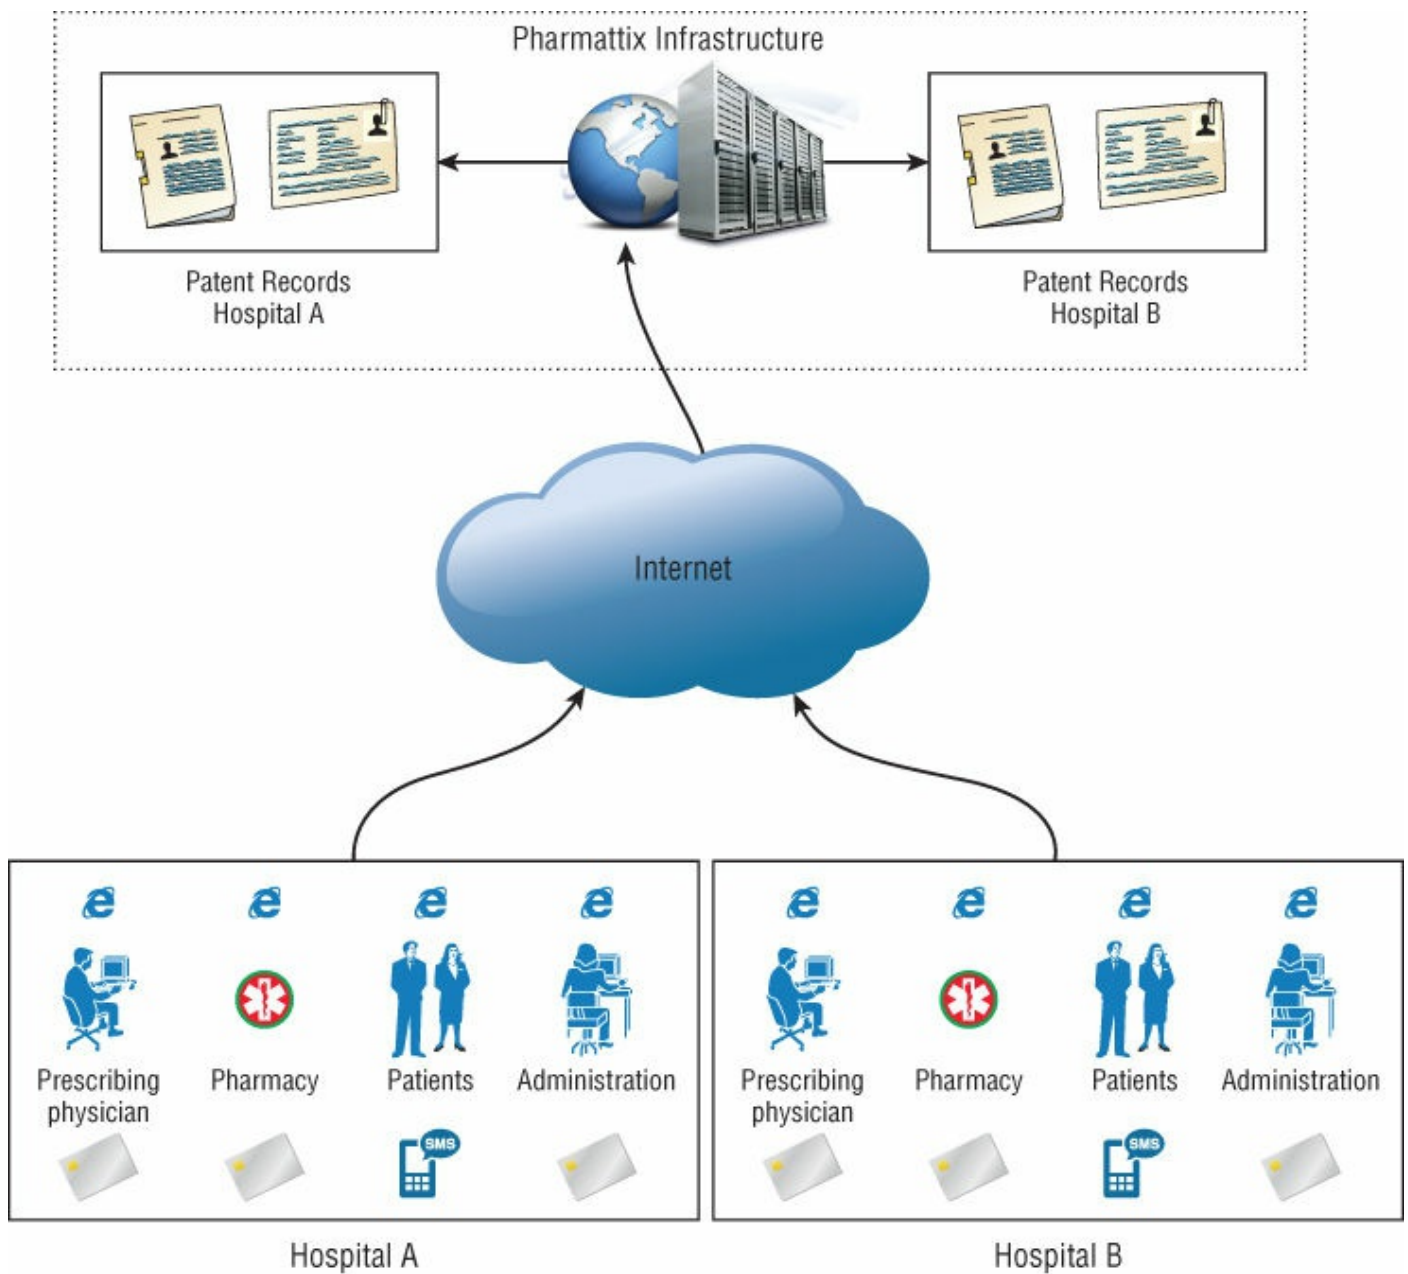 Pharmattix Infrastructure
Patent Records
Hospital A
Patent Records
Hospital B
Internet
Prescribing
physician
Pharmacy
Patients
Administration
SMS
Prescribing
physician
Pharmacy
Patients
Administration
SMS
Hospital A
Hospital B